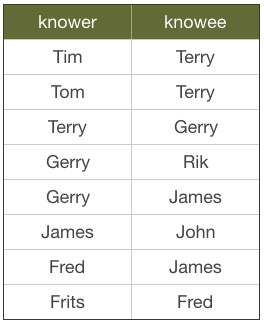 knower knowee
Tim Terry
Tom Terry
Terry Gerry
Gerry Rik
Gerry James
James John
Fred James
Frits Fred